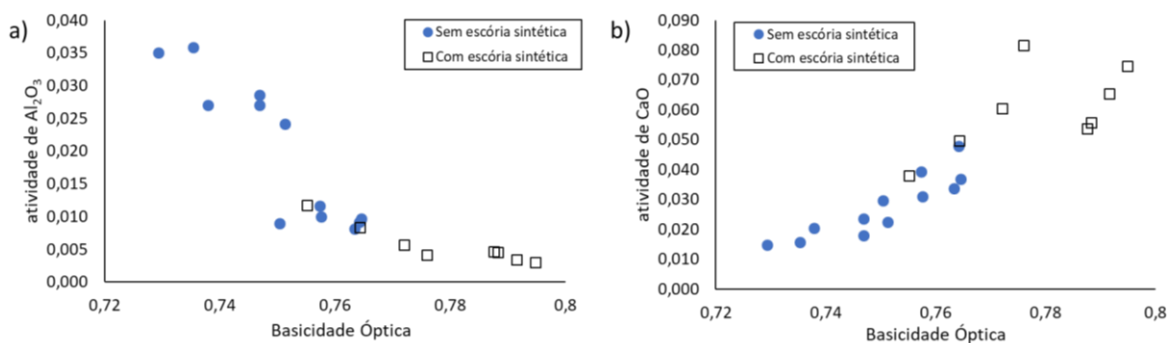 a)
atividade de Al₂O₃
0,040
0,035
0,030
0,025
0,020
0,015
0,010
0,005
0,000
0,72
0,74
0,76
0,78
0,8
Basicidade Óptica
Sem escória sintética
Com escória sintética
b)
atividade de CaO
0,090
0,080
0,070
0,060
0,050
0,040
0,030
0,020
0,010
0,000
0,72
0,74
0,76
0,78
0,8
Basicidade Óptica
Sem escória sintética
Com escória sintética